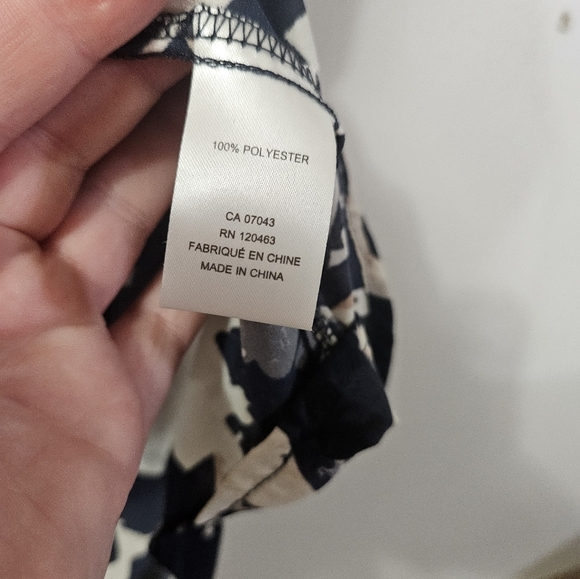 100% POLYESTER
CA 07043
RN 120463
FABRIQUÉ EN CHINE
MADE IN CHINA